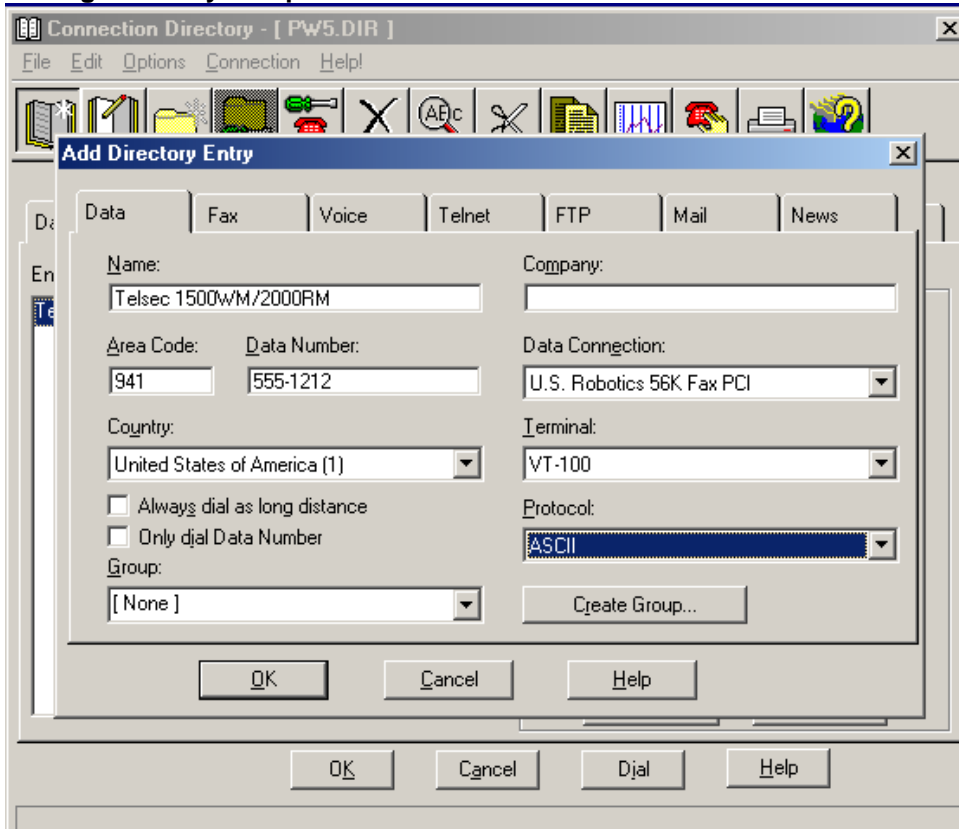 Connection Directory - [ PW5.DIR ]
File Edit Options Connection Help!
ABC
Add Directory Entry
Data Fax Voice Telnet FTP Mail News
Name: Company:
Telsec 1500WM/2000RM
Area Code: Data Number: Data Connection:
941 555-1212 U.S. Robotics 56K Fax PCI
Country: Terminal:
United States of America (1) VT-100
Always dial as long distance Protocol:
Only dial Data Number ASCII
Group:
[ None ] Create Group...
OK Cancel Help
OK Cancel Dial Help